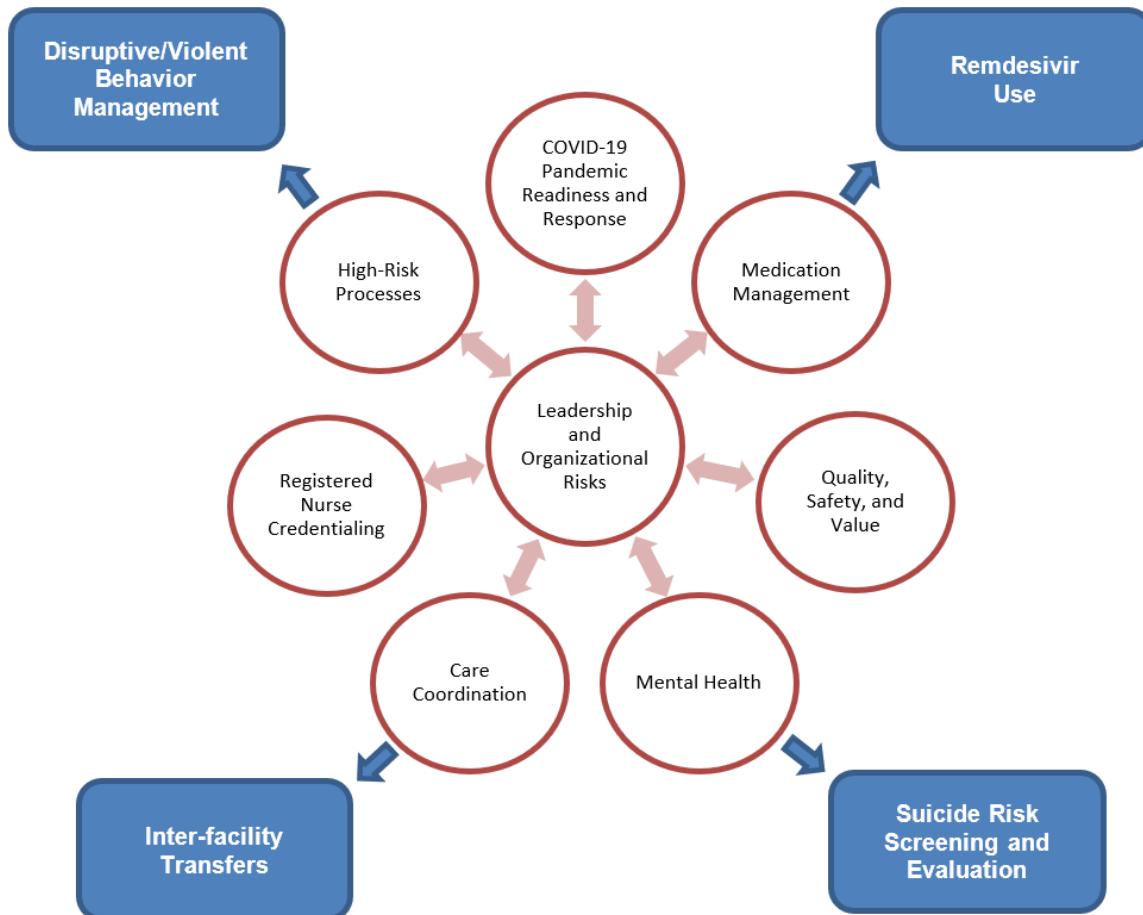 Disruptive/Violent
Behavior
Management
Remdesivir
Use
COVID-19
Pandemic
Readiness and
Response
High-Risk
Processes
Medication
Management
Leadership
and
Organizational
Risks
Registered
Nurse
Credentialing
Quality,
Safety, and
Value
Care
Coordination
Mental Health
Inter-facility
Transfers
Suicide Risk
Screening and
Evaluation